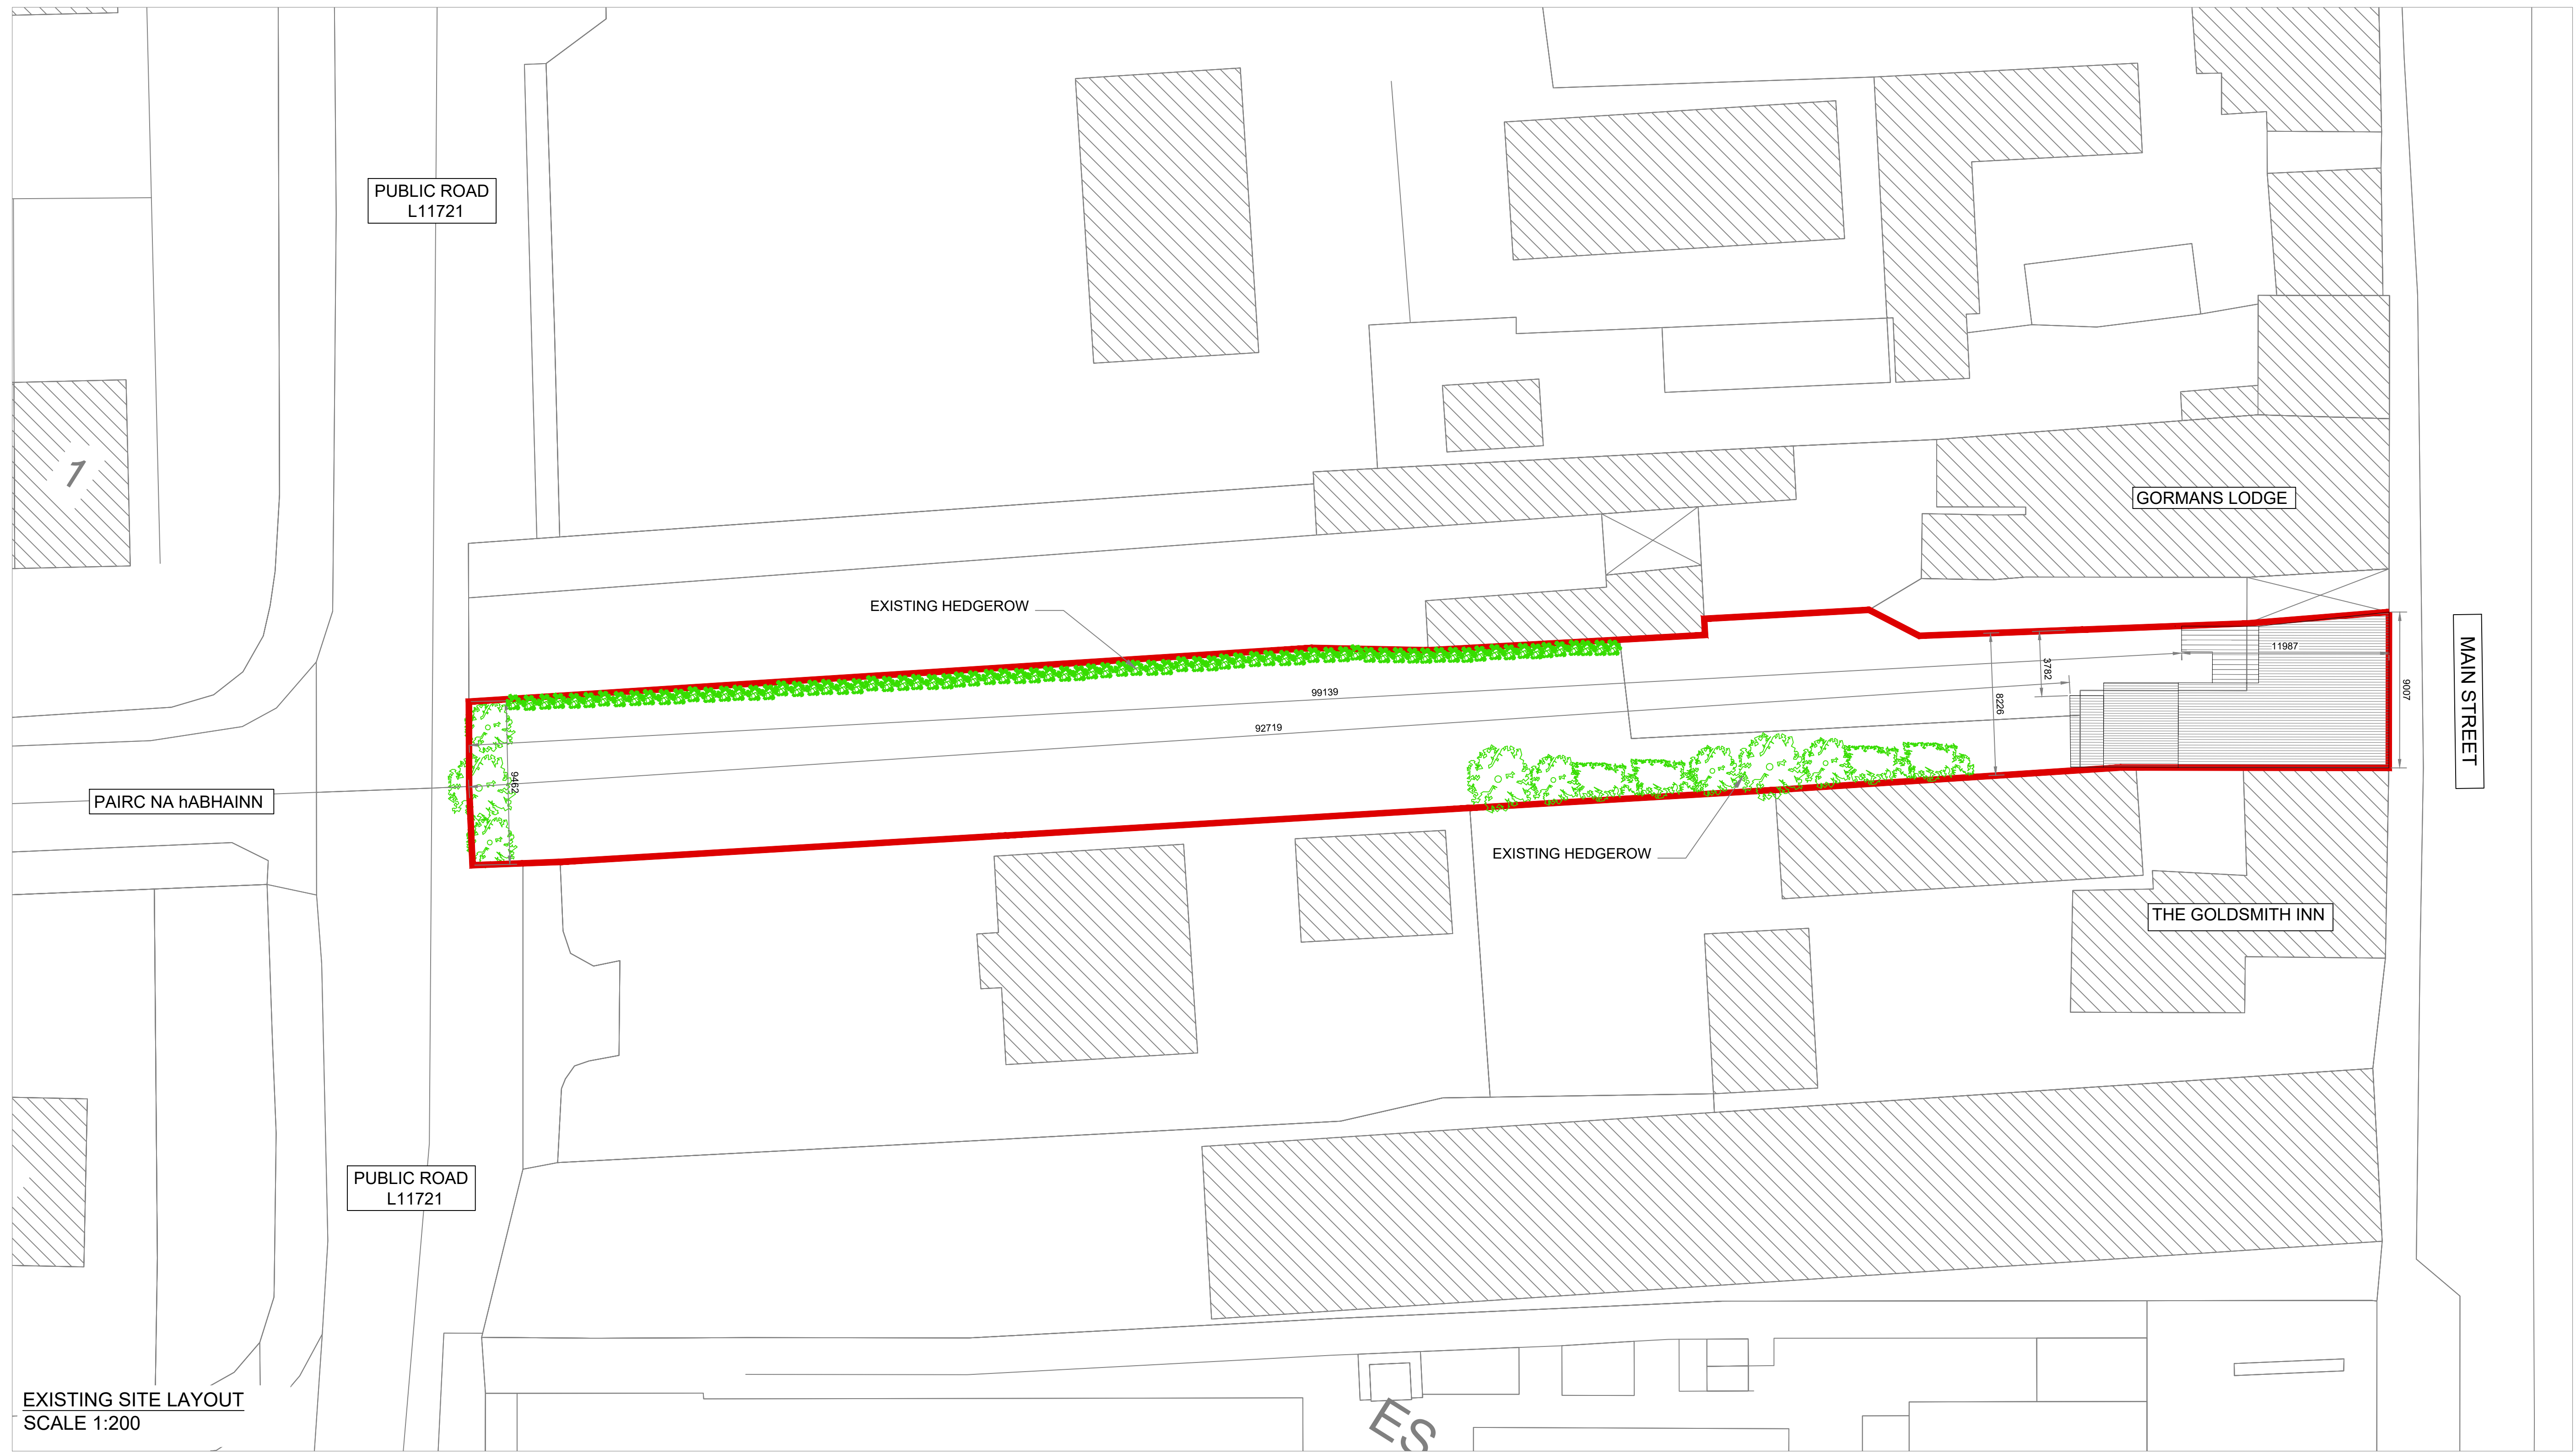 PUBLIC ROAD
L11721
1
GORMANS LODGE
EXISTING HEDGEROW
11987
3782
8226
9007
99139
92719
9462
MAIN STREET
PAIRC NA hABHAINN
EXISTING HEDGEROW
THE GOLDSMITH INN
PUBLIC ROAD
L11721
EXISTING SITE LAYOUT
SCALE 1:200
ES